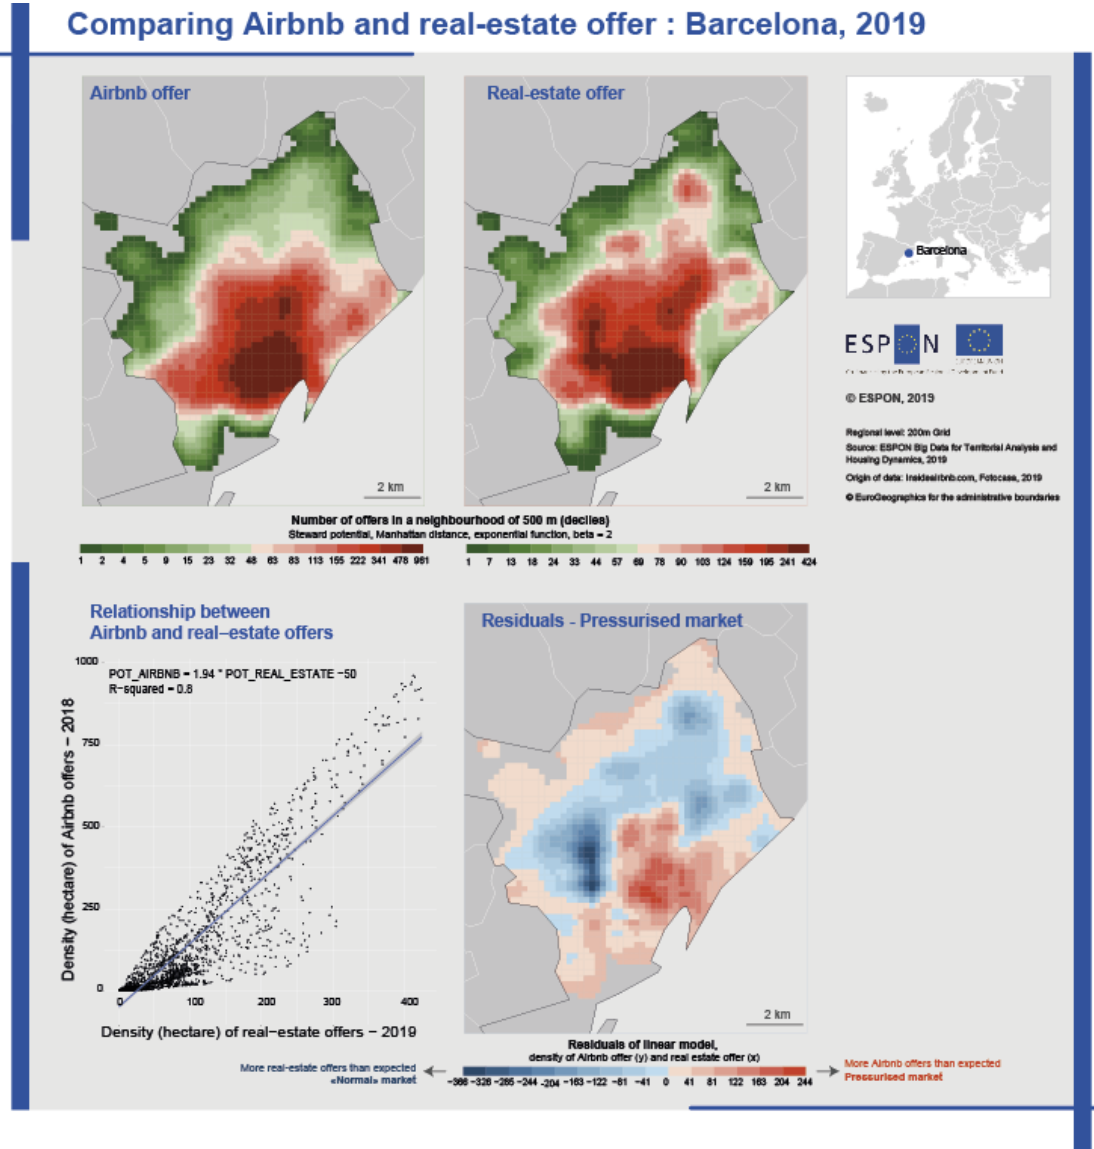 Comparing Airbnb and real-estate offer : Barcelona, 2019
Airbnb offer
Real-estate offer
2 km
2 km
Barcelona
ESPON
© ESPON, 2019
Regional level: 200m Grid
Source: ESPON Big Data for Territorial Analysis and
Housing Dynamics, 2019
Origin of data: Insideairbnb.com, Fotocasa, 2019
© EuroGeographics for the administrative boundaries
Number of offers in a neighbourhood of 500 m (deciles)
Steward potential, Manhattan distance, exponential function, beta = 2
1 2 4 5 9 15 23 32 48 63 83 113 155 222 341 478 961
1 7 13 18 24 33 44 57 69 78 90 103 124 159 195 241 424
Relationship between
Airbnb and real-estate offers
POT_AIRBNB = 1.94 * POT_REAL_ESTATE -50
R-squared = 0.8
1000
750
500
250
0
0 100 200 300 400
Density (hectare) of Airbnb offers - 2018
Density (hectare) of real-estate offers - 2019
Residuals - Pressurised market
2 km
Residuals of linear model,
density of Airbnb offer (y) and real estate offer (x)
More real-estate offers than expected
«Normal» market
-366 -326 -285 -244 -204 -163 -122 -81 -41 0 41 81 122 163 204 244
More Airbnb offers than expected
Pressurised market